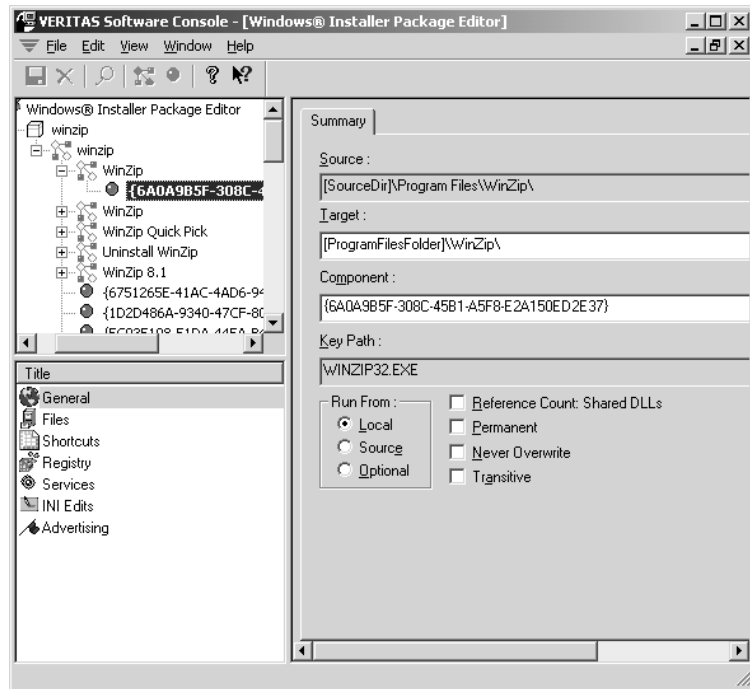 VERITAS Software Console - [Windows® Installer Package Editor]
File Edit View Window Help
Windows® Installer Package Editor
winzip
winzip
WinZip
{6A0A9B5F-308C-4
WinZip
WinZip Quick Pick
Uninstall WinZip
WinZip 8.1
{6751265E-41AC-4AD6-94
{1D2D486A-9340-47CF-80
Title
General
Files
Shortcuts
Registry
Services
INI Edits
Advertising
Summary
Source :
[SourceDir]\Program Files\WinZip\
Target :
[ProgramFilesFolder]\WinZip\
Component :
{6A0A9B5F-308C-45B1-A5F8-E2A150ED2E37}
Key Path :
WINZIP32.EXE
Run From :
Local
Source
Optional
Reference Count: Shared DLLs
Permanent
Never Overwrite
Transitive